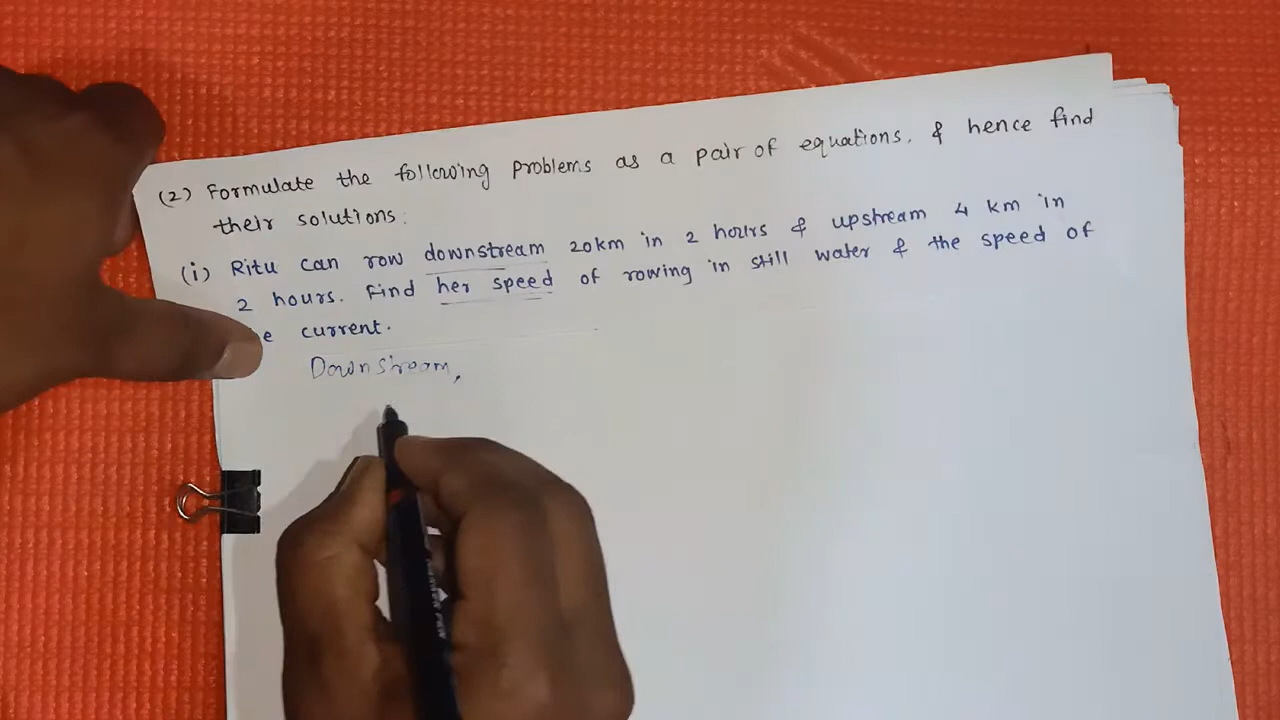 (2) Formulate the following problems as a pair of equations, & hence find
their solutions:
(i) Ritu can row downstream 20km in 2 hours & upstream 4 km in
2 hours. Find her speed of rowing in still water & the speed of
e current.
Downstream,